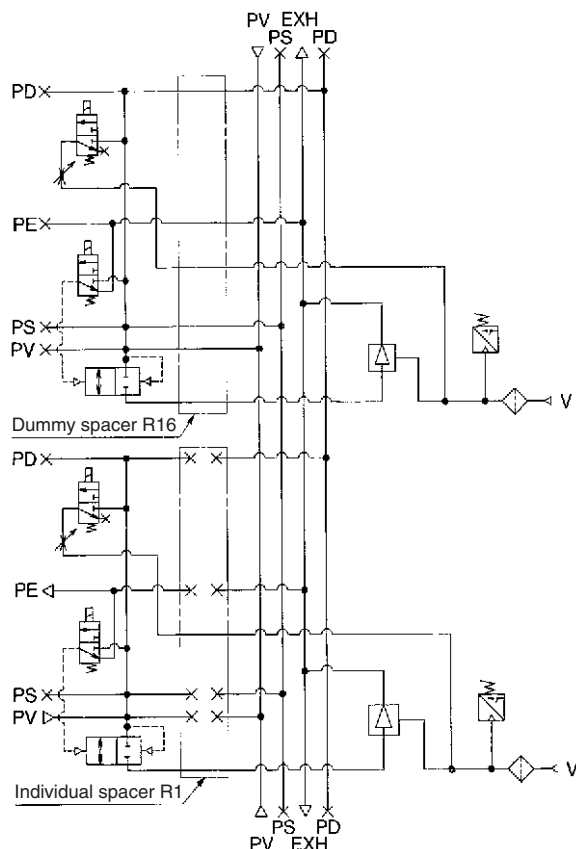 PV EXH
PS PD
PD
PE
PS
PV
V
Dummy spacer R16
PD
PE
PS
PV
V
Individual spacer R1
PS PD
PV EXH